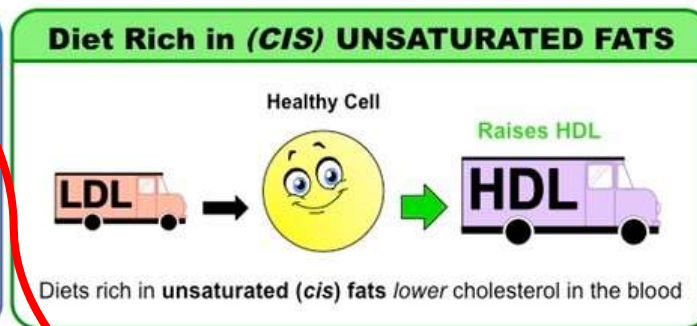 Diet Rich in (CIS) UNSATURATED FATS
Healthy Cell
Raises HDL
LDL
HDL
Diets rich in unsaturated (cis) fats lower cholesterol in the blood